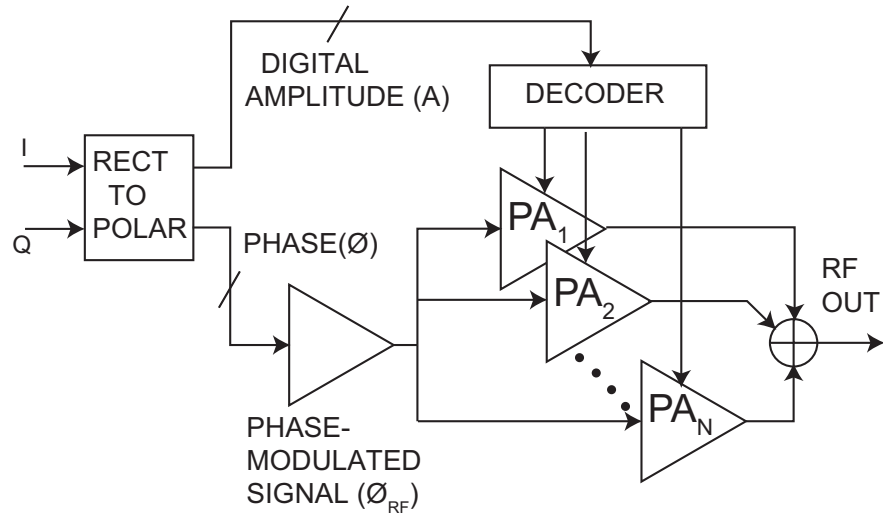 DIGITAL
AMPLITUDE (A)
DECODER
I
Q
RECT
TO
POLAR
PHASE(Ø)
PA1
PA2
PAN
RF
OUT
PHASE-
MODULATED
SIGNAL (ØRF)